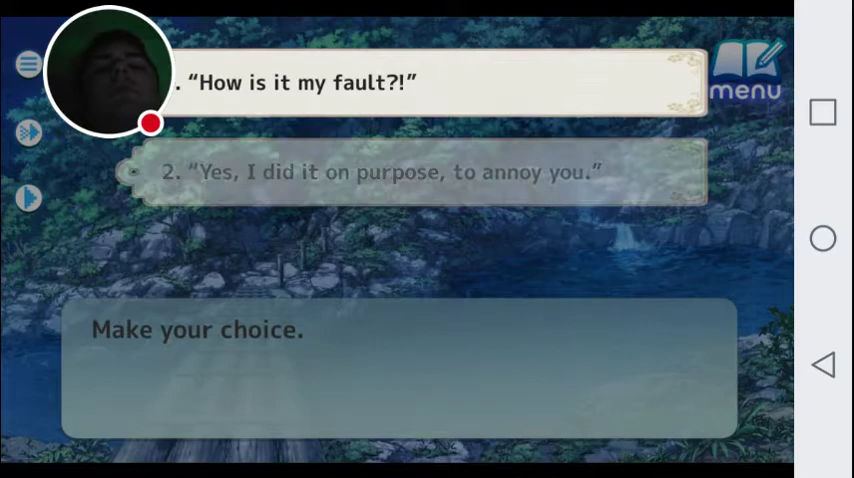 . “How is it my fault?!”
menu
2. “Yes, I did it on purpose, to annoy you.”
Make your choice.